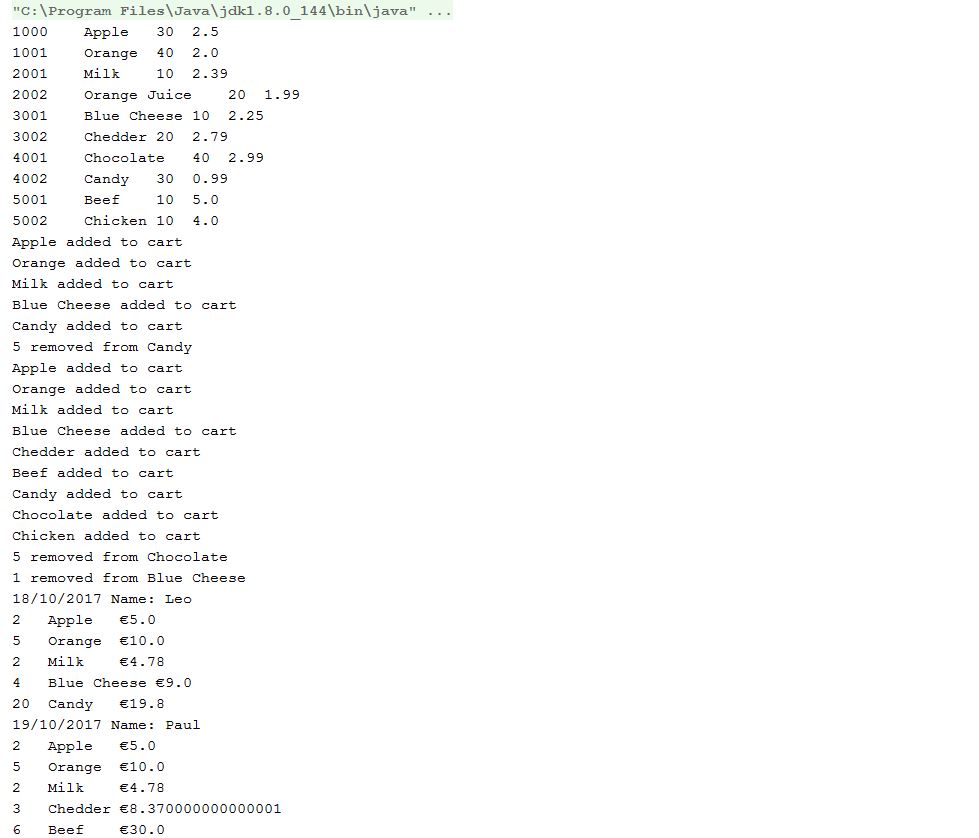 "C:\Program Files\Java\jdk1.8.0_144\bin\java" ...
1000    Apple   30  2.5
1001    Orange  40  2.0
2001    Milk    10  2.39
2002    Orange Juice    20  1.99
3001    Blue Cheese 10  2.25
3002    Chedder 20  2.79
4001    Chocolate   40  2.99
4002    Candy   30  0.99
5001    Beef    10  5.0
5002    Chicken 10  4.0
Apple added to cart
Orange added to cart
Milk added to cart
Blue Cheese added to cart
Candy added to cart
5 removed from Candy
Apple added to cart
Orange added to cart
Milk added to cart
Blue Cheese added to cart
Chedder added to cart
Beef added to cart
Candy added to cart
Chocolate added to cart
Chicken added to cart
5 removed from Chocolate
1 removed from Blue Cheese
18/10/2017 Name: Leo
2   Apple   €5.0
5   Orange  €10.0
2   Milk    €4.78
4   Blue Cheese €9.0
20  Candy   €19.8
19/10/2017 Name: Paul
2   Apple   €5.0
5   Orange  €10.0
2   Milk    €4.78
3   Chedder €8.370000000000001
6   Beef    €30.0